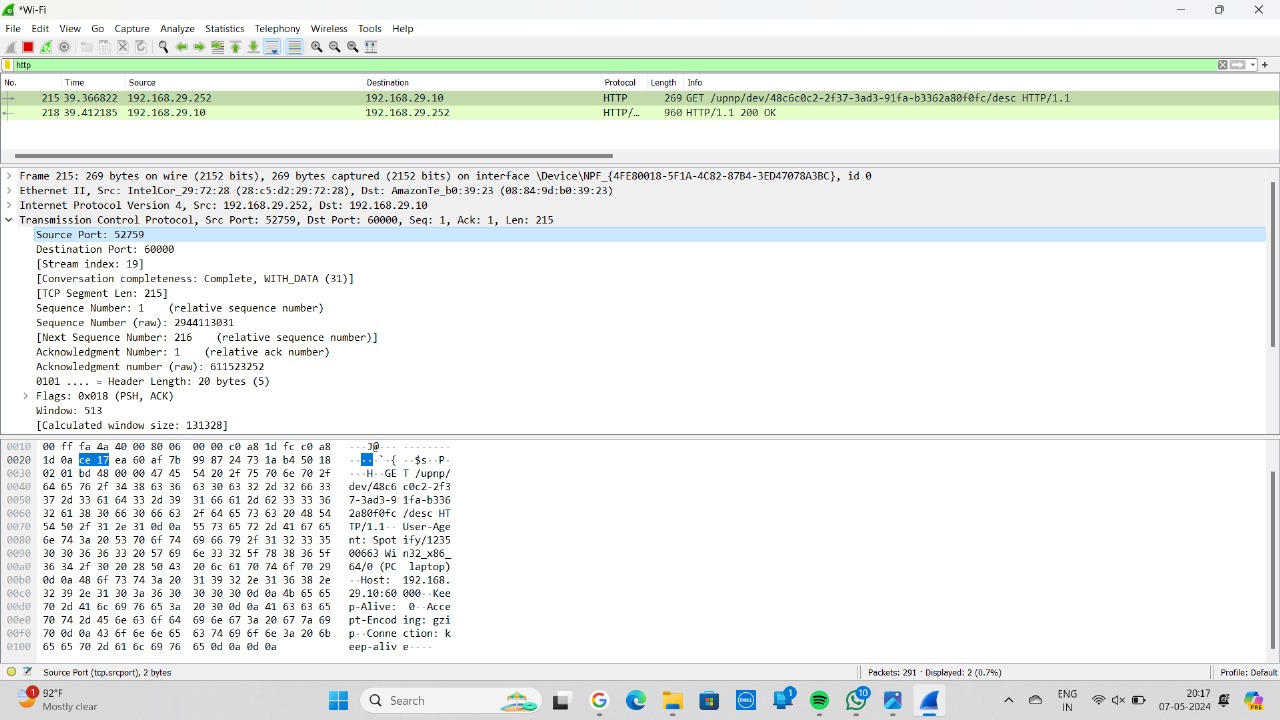 *Wi-Fi
File Edit View Go Capture Analyze Statistics Telephony Wireless Tools Help
http
No. Time Source Destination Protocol Length Info
215 39.366822 192.168.29.252 192.168.29.10 HTTP 269 GET /upnp/dev/48c6c0c2-2f37-3ad3-91fa-b3362a80f0fc/desc HTTP/1.1
218 39.412185 192.168.29.10 192.168.29.252 HTTP/... 960 HTTP/1.1 200 OK
Frame 215: 269 bytes on wire (2152 bits), 269 bytes captured (2152 bits) on interface \Device\NPF_{4FE80018-5F1A-4C82-87B4-3ED47078A3BC}, id 0
Ethernet II, Src: IntelCor_29:72:28 (28:c5:d2:29:72:28), Dst: AmazonTe_b0:39:23 (08:84:9d:b0:39:23)
Internet Protocol Version 4, Src: 192.168.29.252, Dst: 192.168.29.10
Transmission Control Protocol, Src Port: 52759, Dst Port: 60000, Seq: 1, Ack: 1, Len: 215
Source Port: 52759
Destination Port: 60000
[Stream index: 19]
[Conversation completeness: Complete, WITH_DATA (31)]
[TCP Segment Len: 215]
Sequence Number: 1 (relative sequence number)
Sequence Number (raw): 2944113031
[Next Sequence Number: 216 (relative sequence number)]
Acknowledgment Number: 1 (relative ack number)
Acknowledgment number (raw): 611523252
0101 .... = Header Length: 20 bytes (5)
Flags: 0x018 (PSH, ACK)
Window: 513
[Calculated window size: 131328]
0010 00 ff fa 4a 40 00 80 06 00 00 c0 a8 1d fc c0 a8 ···J@··· ········
0020 1d 0a ce 17 ea 60 af 7b 99 87 24 73 1a b4 50 18 ·····`·{ ··$s··P·
0030 02 01 bd 48 00 00 47 45 54 20 2f 75 70 6e 70 2f ···H··GE T /upnp/
0040 64 65 76 2f 34 38 63 36 63 30 63 32 2d 32 66 33 dev/48c6 c0c2-2f3
0050 37 2d 33 61 64 33 2d 39 31 66 61 2d 62 33 33 36 7-3ad3-9 1fa-b336
0060 32 61 38 30 66 30 66 63 2f 64 65 73 63 20 48 54 2a80f0fc /desc HT
0070 54 50 2f 31 2e 31 0d 0a 55 73 65 72 2d 41 67 65 TP/1.1·· User-Age
0080 6e 74 3a 20 53 70 6f 74 69 66 79 2f 31 32 33 35 nt: Spot ify/1235
0090 30 30 36 36 33 20 57 69 6e 33 32 5f 78 38 36 5f 00663 Wi n32_x86_
00a0 36 34 2f 30 20 28 50 43 20 6c 61 70 74 6f 70 29 64/0 (PC laptop)
00b0 0d 0a 48 6f 73 74 3a 20 31 39 32 2e 31 36 38 2e ··Host: 192.168.
00c0 32 39 2e 31 30 3a 36 30 30 30 30 0d 0a 4b 65 65 29.10:60 000··Kee
00d0 70 2d 41 6c 69 76 65 3a 20 30 0d 0a 41 63 63 65 p-Alive: 0··Acce
00e0 70 74 2d 45 6e 63 6f 64 69 6e 67 3a 20 67 7a 69 pt-Encod ing: gzi
00f0 70 0d 0a 43 6f 6e 6e 65 63 74 69 6f 6e 3a 20 6b p··Conne ction: k
0100 65 65 70 2d 61 6c 69 76 65 0d 0a 0d 0a eep-aliv e····
Source Port (tcp.srcport), 2 bytes Packets: 291 · Displayed: 2 (0.7%) Profile: Default
1 92°F Search DELL 1 10 ENG 20:17
Mostly clear IN 07-05-2024 PRE